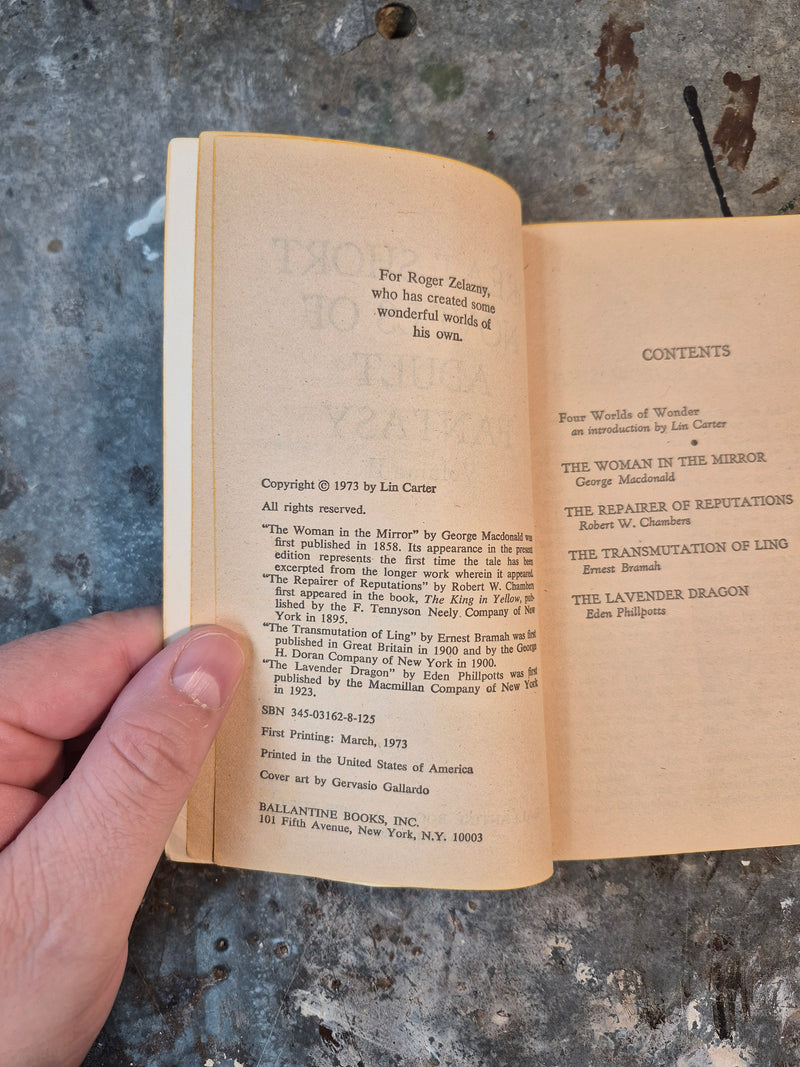 For Roger Zelazny,
who has created some
wonderful worlds of
his own.
Copyright © 1973 by Lin Carter
All rights reserved.
"The Woman in the Mirror" by George Macdonald was
first published in 1858. Its appearance in the present
edition represents the first time the tale has been
excerpted from the longer work wherein it appeared.
"The Repairer of Reputations" by Robert W. Chambers
first appeared in the book, The King in Yellow, pub-
lished by the F. Tennyson Neely Company of New
York in 1895.
"The Transmutation of Ling" by Ernest Bramah was first
published in Great Britain in 1900 and by the George
H. Doran Company of New York in 1900.
"The Lavender Dragon" by Eden Phillpotts was first
published by the Macmillan Company of New York
in 1923.
SBN 345-03162-8-125
First Printing: March, 1973
Printed in the United States of America
Cover art by Gervasio Gallardo
BALLANTINE BOOKS, INC.
101 Fifth Avenue, New York, N.Y. 10003
CONTENTS
Four Worlds of Wonder
an introduction by Lin Carter
THE WOMAN IN THE MIRROR
George Macdonald
THE REPAIRER OF REPUTATIONS
Robert W. Chambers
THE TRANSMUTATION OF LING
Ernest Bramah
THE LAVENDER DRAGON
Eden Phillpotts